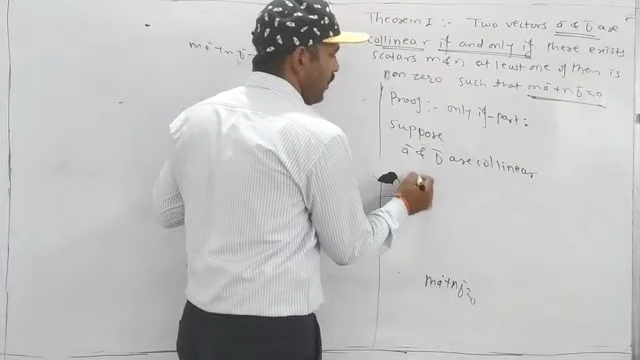 Theorem I :- Two vectors ā & b̄ are
collinear if and only if there exists
scalars m & n at least one of them is
non zero such that mā+nb̄=0
mā+nb̄
Proof :- only if-part:
suppose
ā & b̄ are collinear
mā+nb̄=0